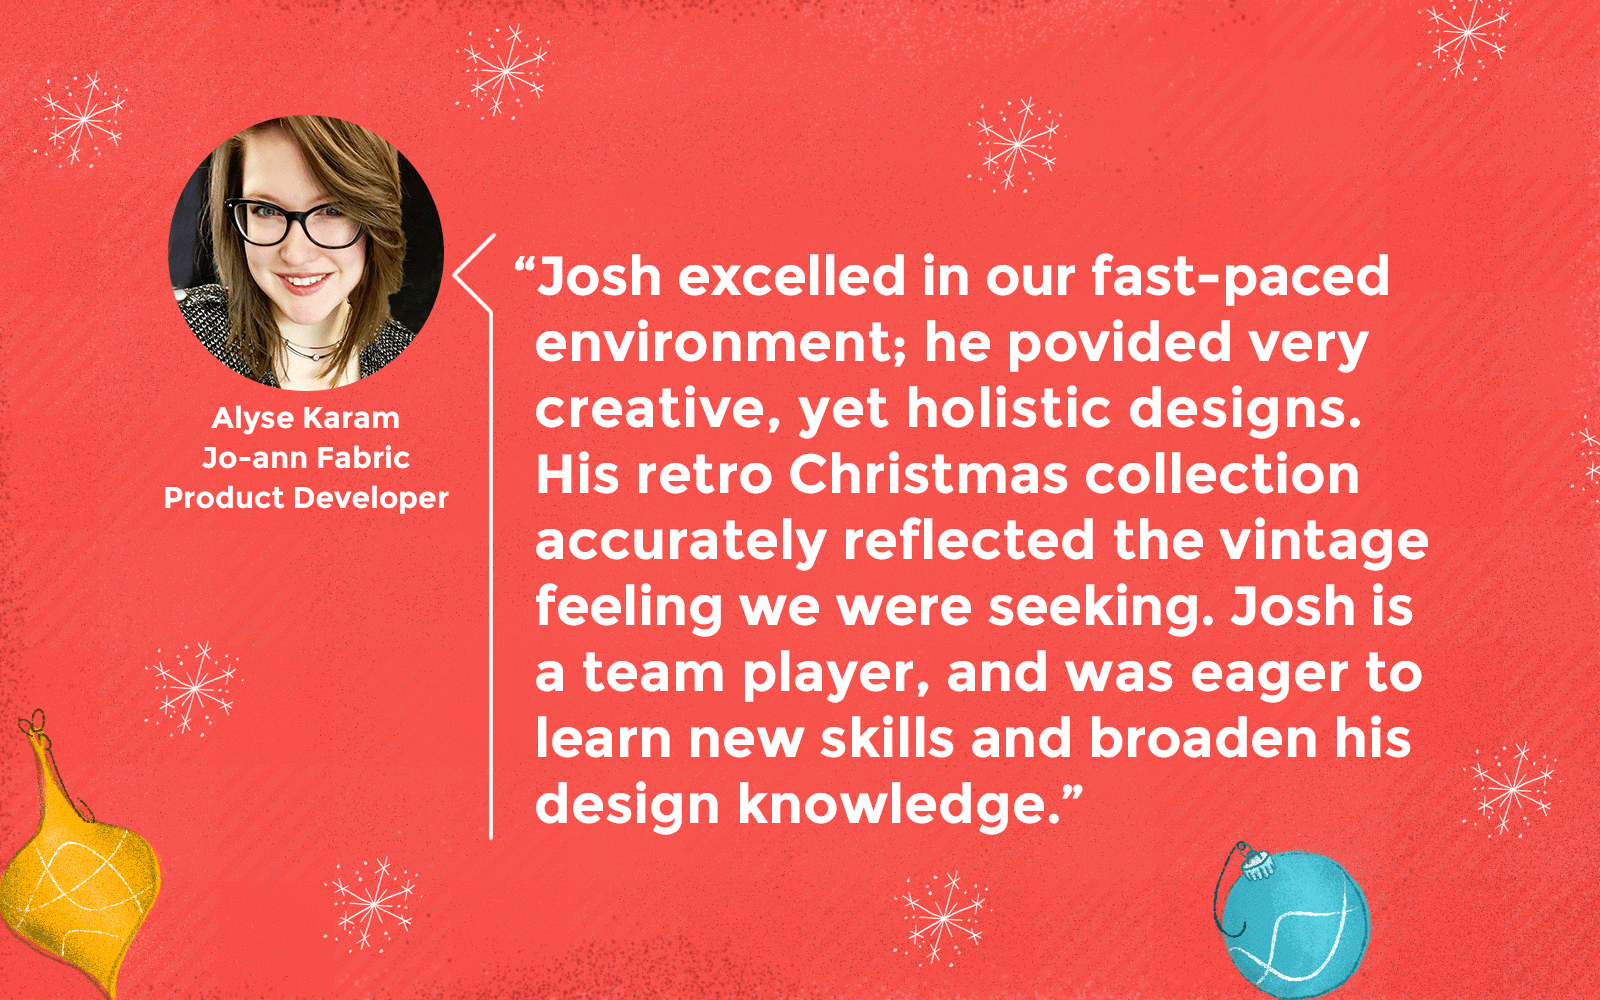 Alyse Karam
Jo-ann Fabric
Product Developer
“Josh excelled in our fast-paced
environment; he povided very
creative, yet holistic designs.
His retro Christmas collection
accurately reflected the vintage
feeling we were seeking. Josh is
a team player, and was eager to
learn new skills and broaden his
design knowledge.”